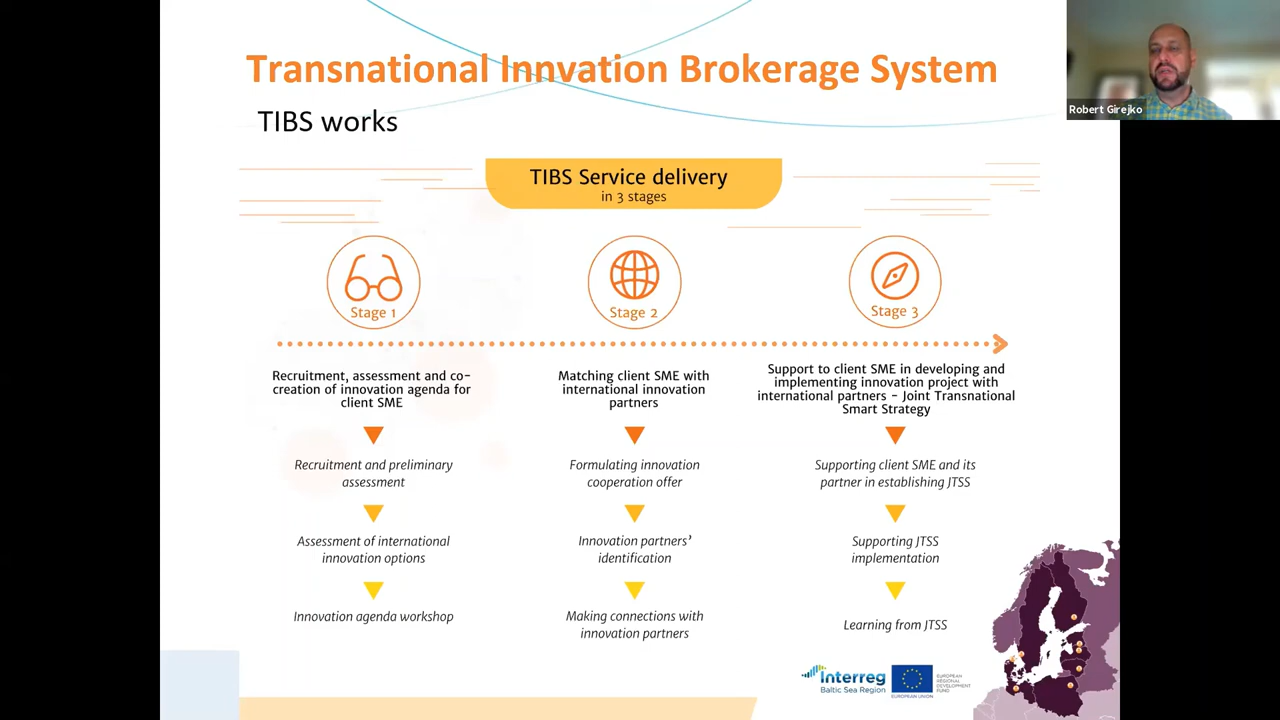 Transnational Innvation Brokerage System
TIBS works
Robert Girejko
TIBS Service delivery
in 3 stages
Stage 1
Stage 2
Stage 3
Recruitment, assessment and co-
creation of innovation agenda for
client SME
Recruitment and preliminary
assessment
Assessment of international
innovation options
Innovation agenda workshop
Matching client SME with
international innovation
partners
Formulating innovation
cooperation offer
Innovation partners'
identification
Making connections with
innovation partners
Support to client SME in developing and
implementing innovation project with
international partners - Joint Transnational
Smart Strategy
Supporting client SME and its
partner in establishing JTSS
Supporting JTSS
implementation
Learning from JTSS
Interreg
Baltic Sea Region
EUROPEAN UNION
EUROPEAN
REGIONAL
DEVELOPMENT
FUND